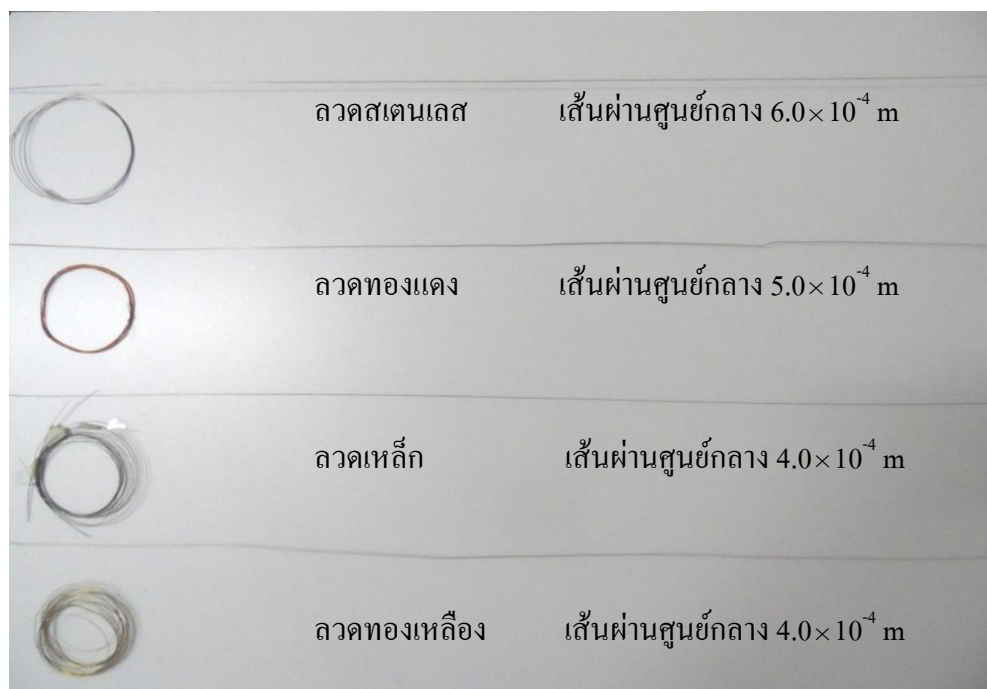 ลวดสเตนเลส เส้นผ่านศูนย์กลาง 6.0×10⁻⁴ m
ลวดทองแดง เส้นผ่านศูนย์กลาง 5.0×10⁻⁴ m
ลวดเหล็ก เส้นผ่านศูนย์กลาง 4.0×10⁻⁴ m
ลวดทองเหลือง เส้นผ่านศูนย์กลาง 4.0×10⁻⁴ m